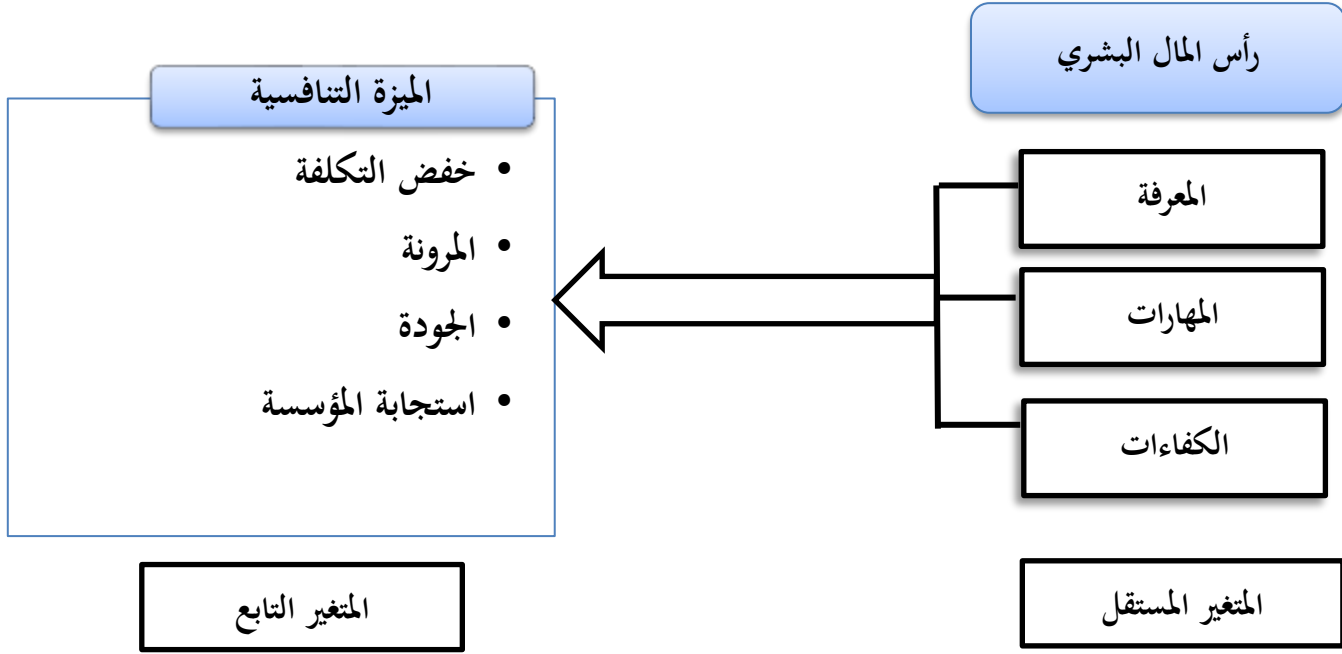 رأس المال البشري
المعرفة
المهارات
الكفاءات
المتغير المستقل
الميزة التنافسية
• خفض التكلفة
• المرونة
• الجودة
• استجابة المؤسسة
المتغير التابع